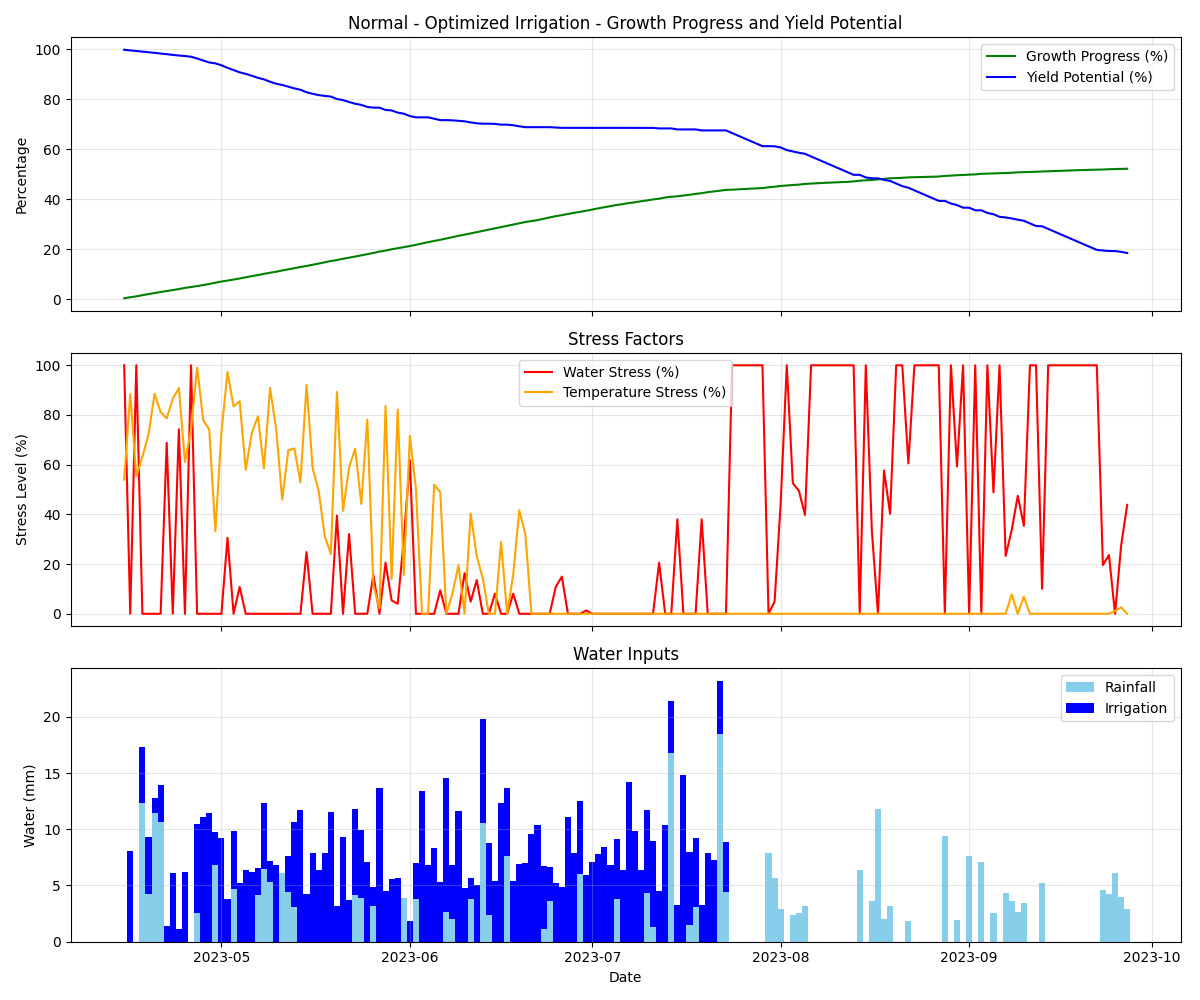 Normal - Optimized Irrigation - Growth Progress and Yield Potential
100
80
60
40
20
0
Percentage
Growth Progress (%)
Yield Potential (%)
Stress Factors
100
80
60
40
20
0
Stress Level (%)
Water Stress (%)
Temperature Stress (%)
Water Inputs
20
15
10
5
0
Water (mm)
Rainfall
Irrigation
2023-05
2023-06
2023-07
2023-08
2023-09
2023-10
Date